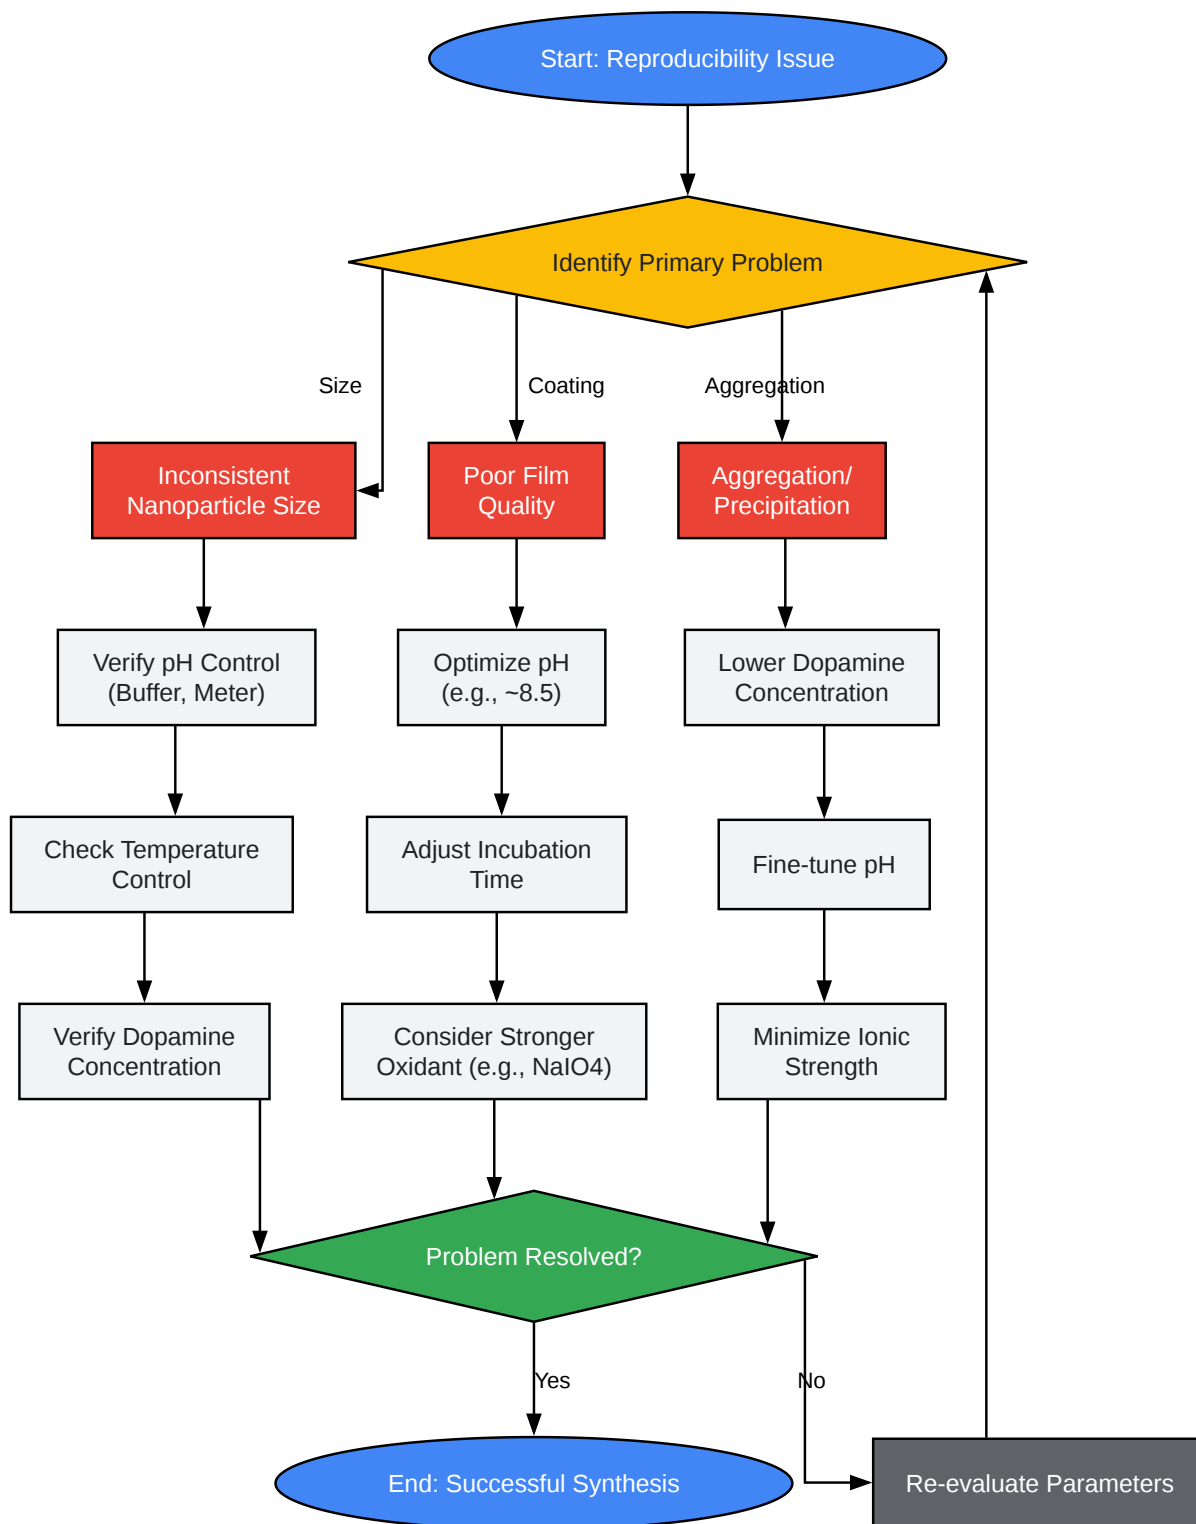 Start: Reproducibility Issue
Identify Primary Problem
Size
Coating
Aggregation
Inconsistent
Nanoparticle Size
Poor Film
Quality
Aggregation/
Precipitation
Verify pH Control
(Buffer, Meter)
Optimize pH
(e.g., ~8.5)
Lower Dopamine
Concentration
Check Temperature
Control
Adjust Incubation
Time
Fine-tune pH
Verify Dopamine
Concentration
Consider Stronger
Oxidant (e.g., NaIO4)
Minimize Ionic
Strength
Problem Resolved?
Yes
No
End: Successful Synthesis
Re-evaluate Parameters